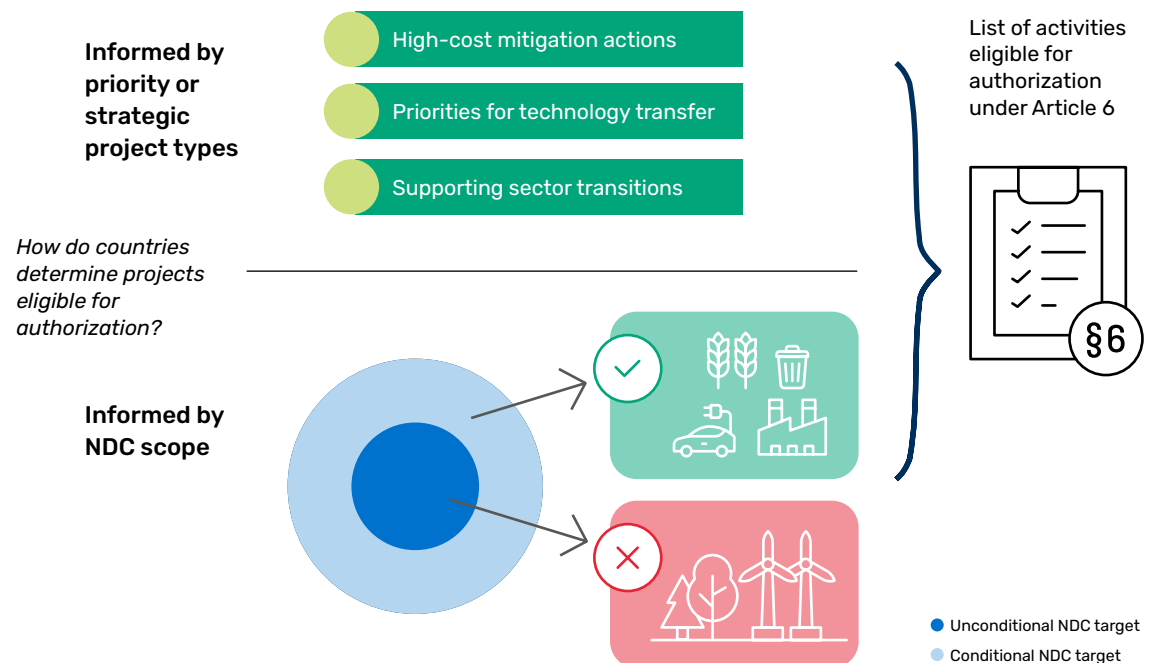 Informed by
priority or
strategic
project types
High-cost mitigation actions
Priorities for technology transfer
Supporting sector transitions
List of activities
eligible for
authorization
under Article 6
§6
How do countries
determine projects
eligible for
authorization?
Informed by
NDC scope
Unconditional NDC target
Conditional NDC target